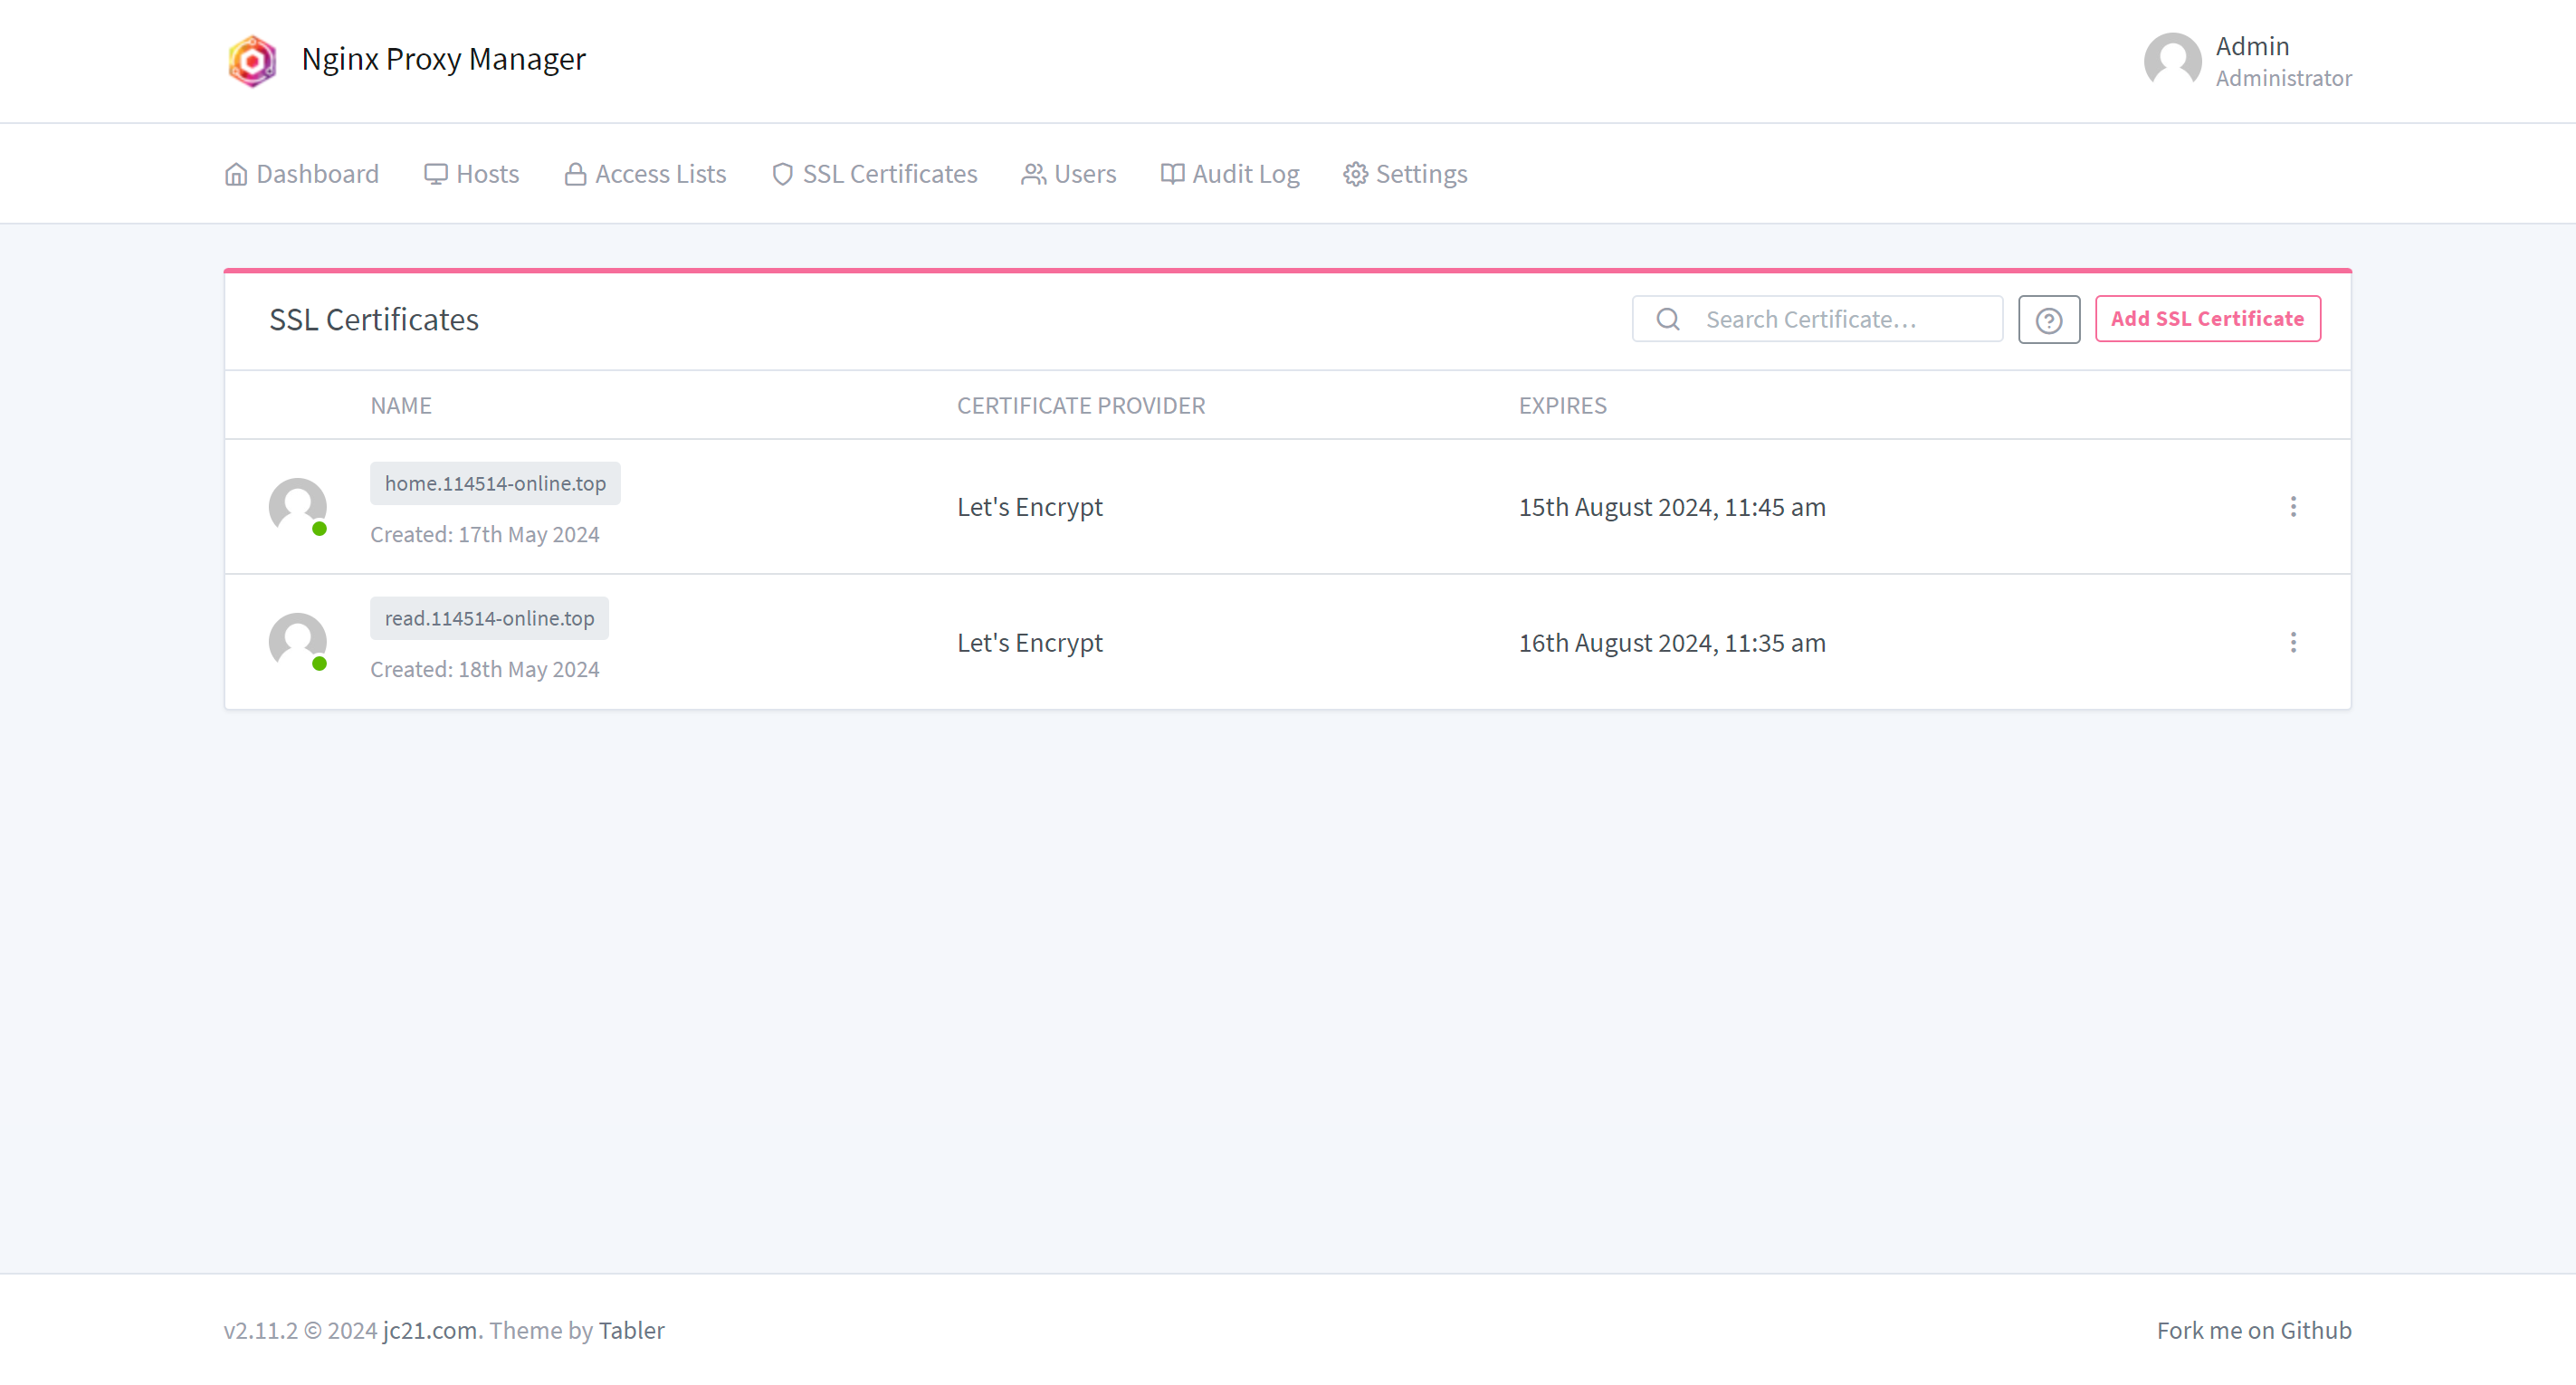 Nginx Proxy Manager
Admin
Administrator
Dashboard Hosts Access Lists SSL Certificates Users Audit Log Settings
SSL Certificates Search Certificate... Add SSL Certificate
NAME CERTIFICATE PROVIDER EXPIRES
home.114514-online.top
Created: 17th May 2024
Let's Encrypt
15th August 2024, 11:45 am
read.114514-online.top
Created: 18th May 2024
Let's Encrypt
16th August 2024, 11:35 am
v2.11.2 © 2024 jc21.com. Theme by Tabler
Fork me on Github